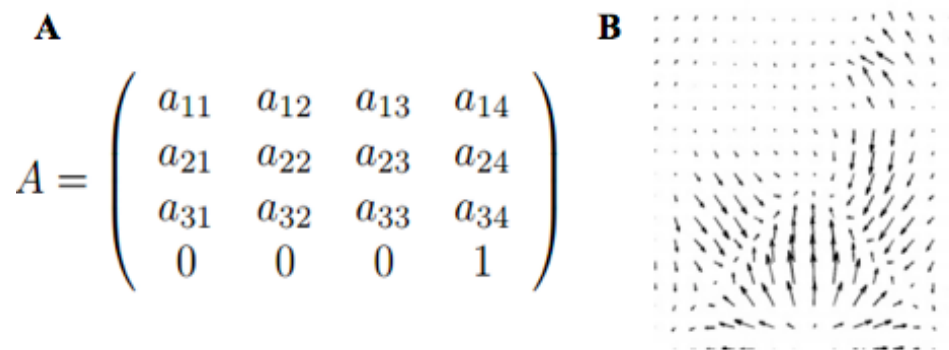 A
B
A = ( a11 a12 a13 a14
a21 a22 a23 a24
a31 a32 a33 a34
0 0 0 1 )